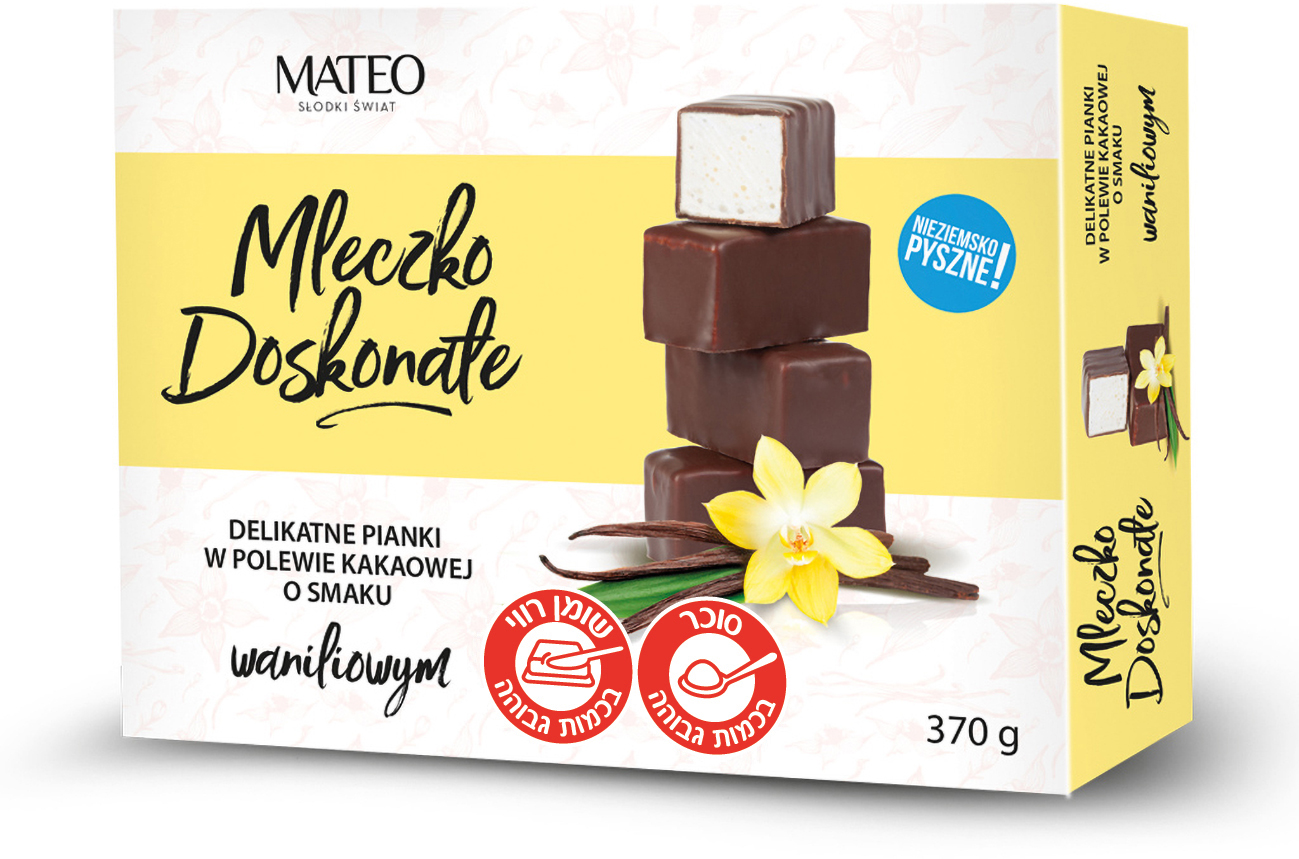 MATEO
SŁODKI ŚWIAT
Mleczko
Doskonałe
NIEZIEMSKO
PYSZNE!
DELIKATNE PIANKI
W POLEWIE KAKAOWEJ
O SMAKU
waniliowym
שומן רווי
בכמות גבוהה
סוכר
בכמות גבוהה
370 g
DELIKATNE PIANKI
W POLEWIE KAKAOWEJ
O SMAKU
waniliowym
Mleczko
Doskonałe